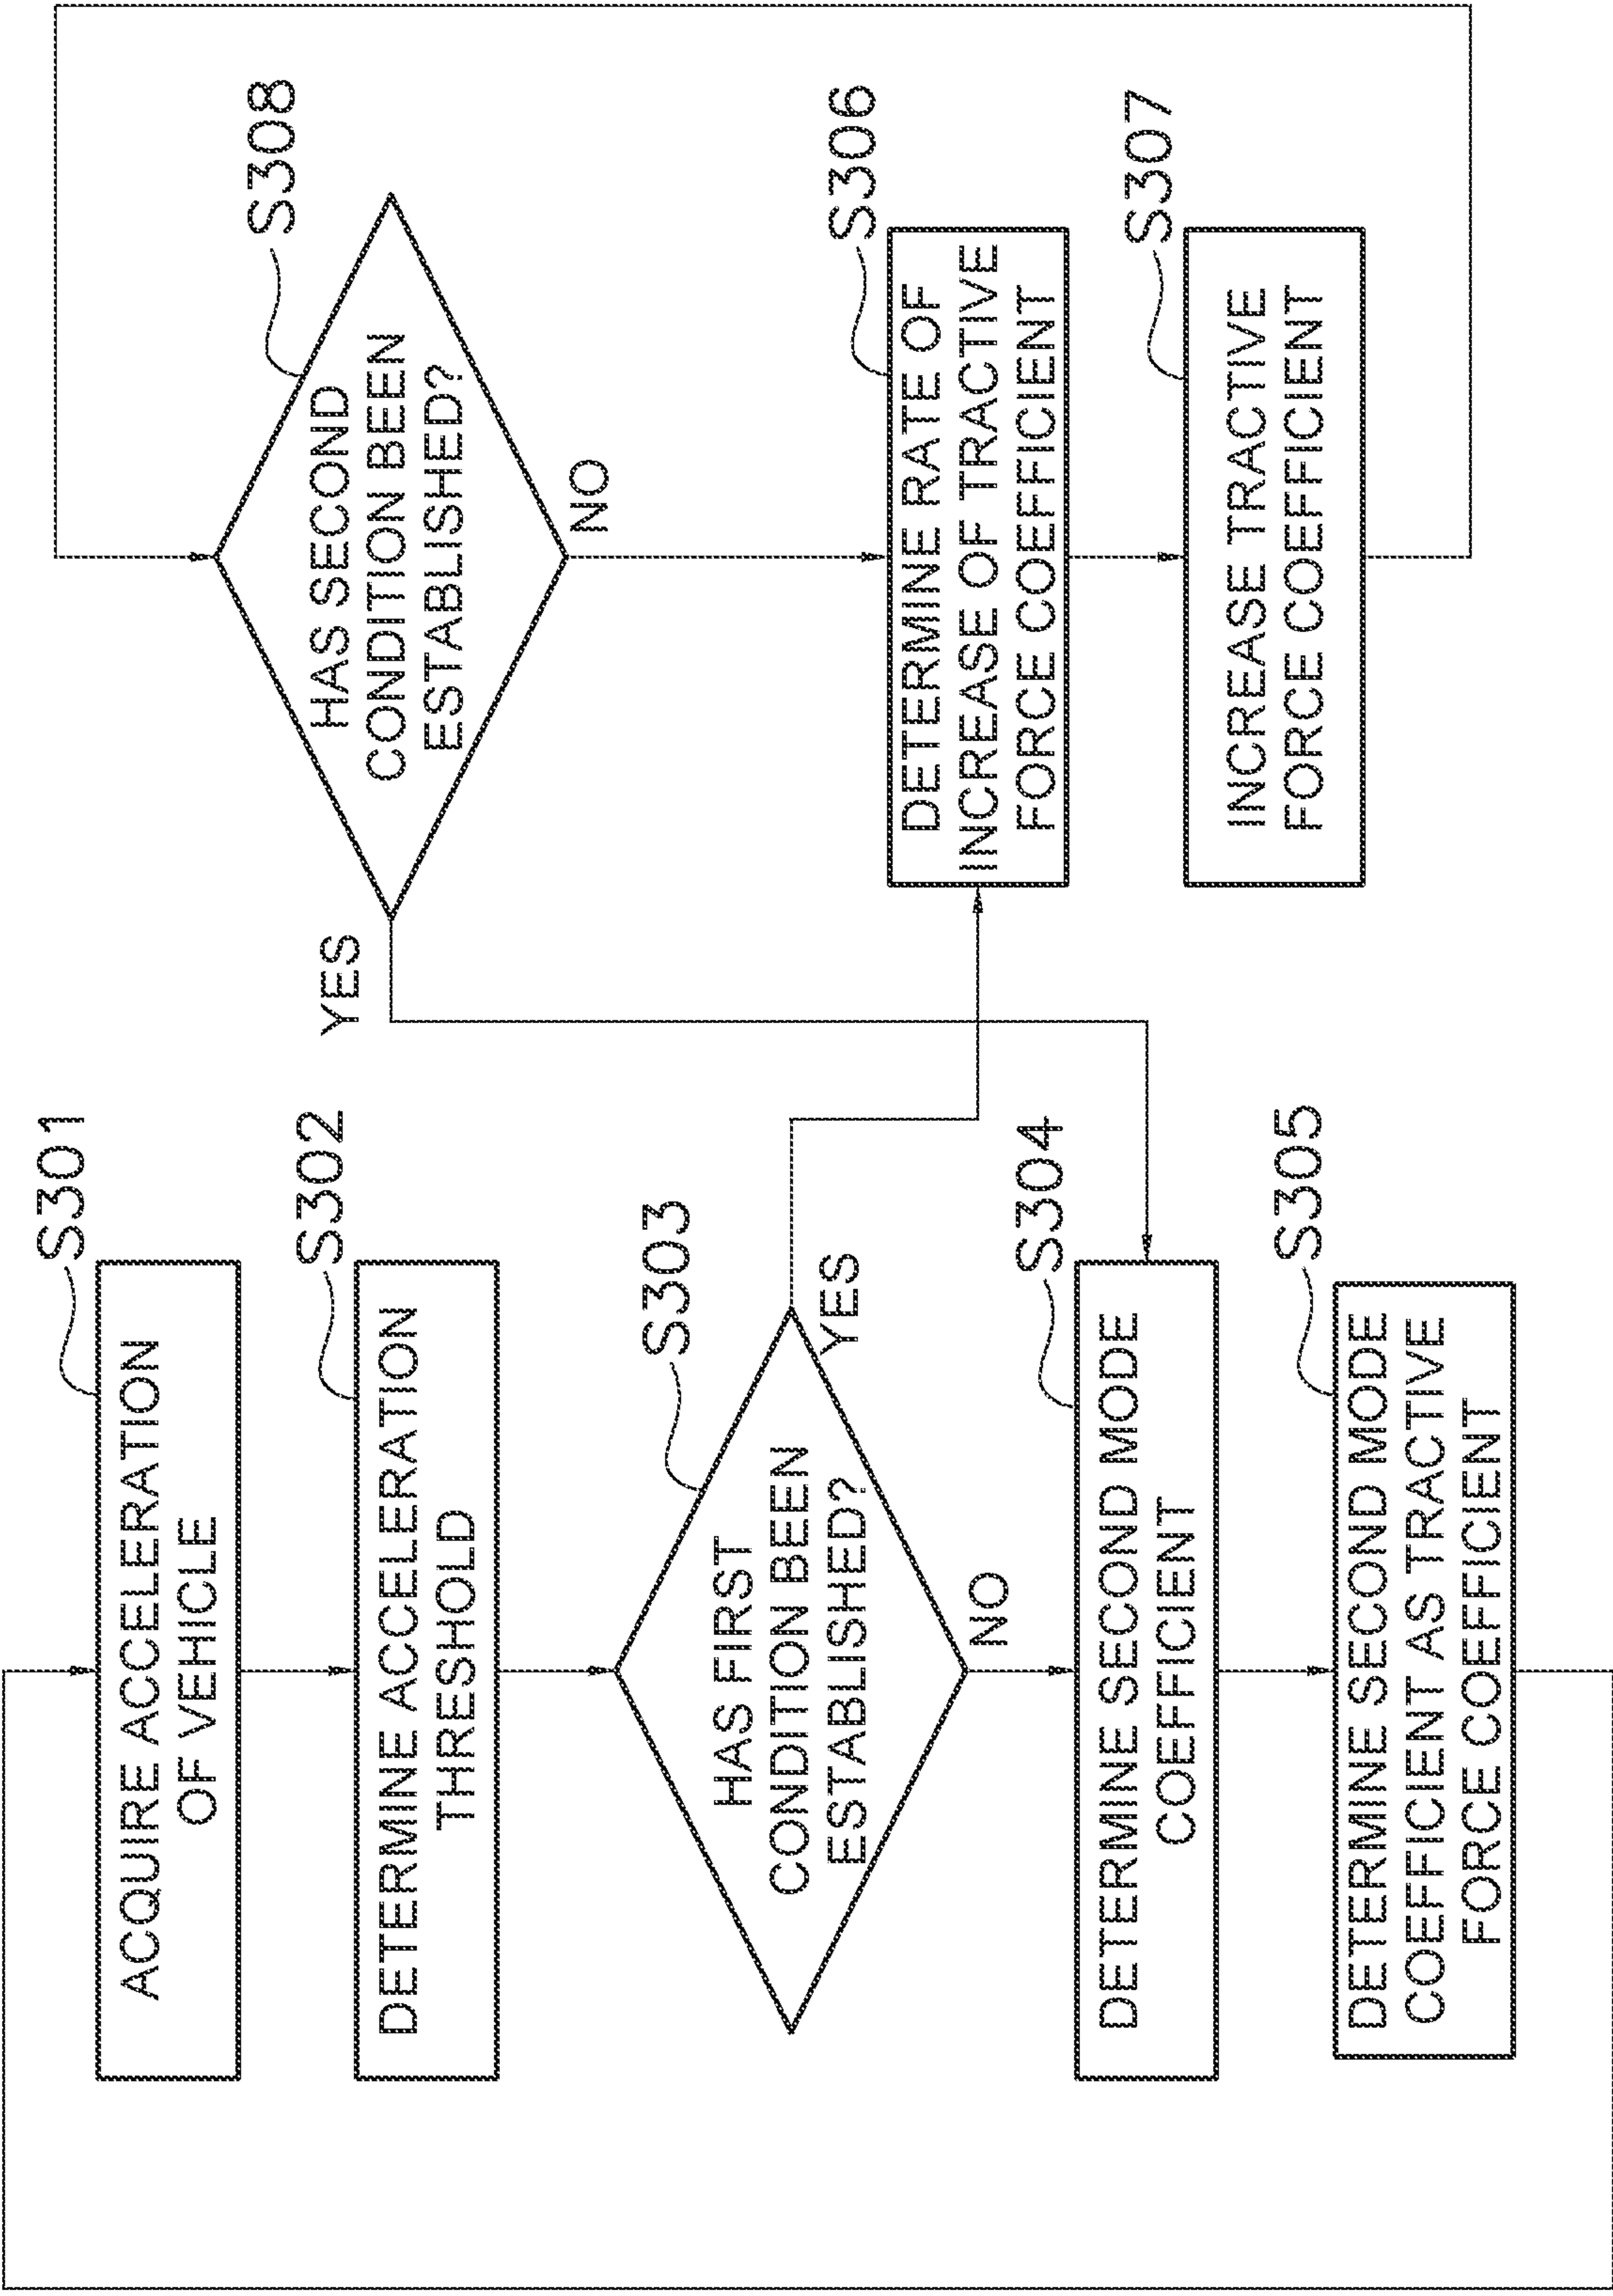 S301
ACQUIRE ACCELERATION
OF VEHICLE
S302
DETERMINE ACCELERATION
THRESHOLD
S303
HAS FIRST
CONDITION BEEN
ESTABLISHED?
YES
NO
S304
DETERMINE SECOND MODE
COEFFICIENT
S305
DETERMINE SECOND MODE
COEFFICIENT AS TRACTIVE
FORCE COEFFICIENT
S308
HAS SECOND
CONDITION BEEN
ESTABLISHED?
YES
NO
S306
DETERMINE RATE OF
INCREASE OF TRACTIVE
FORCE COEFFICIENT
S307
INCREASE TRACTIVE
FORCE COEFFICIENT